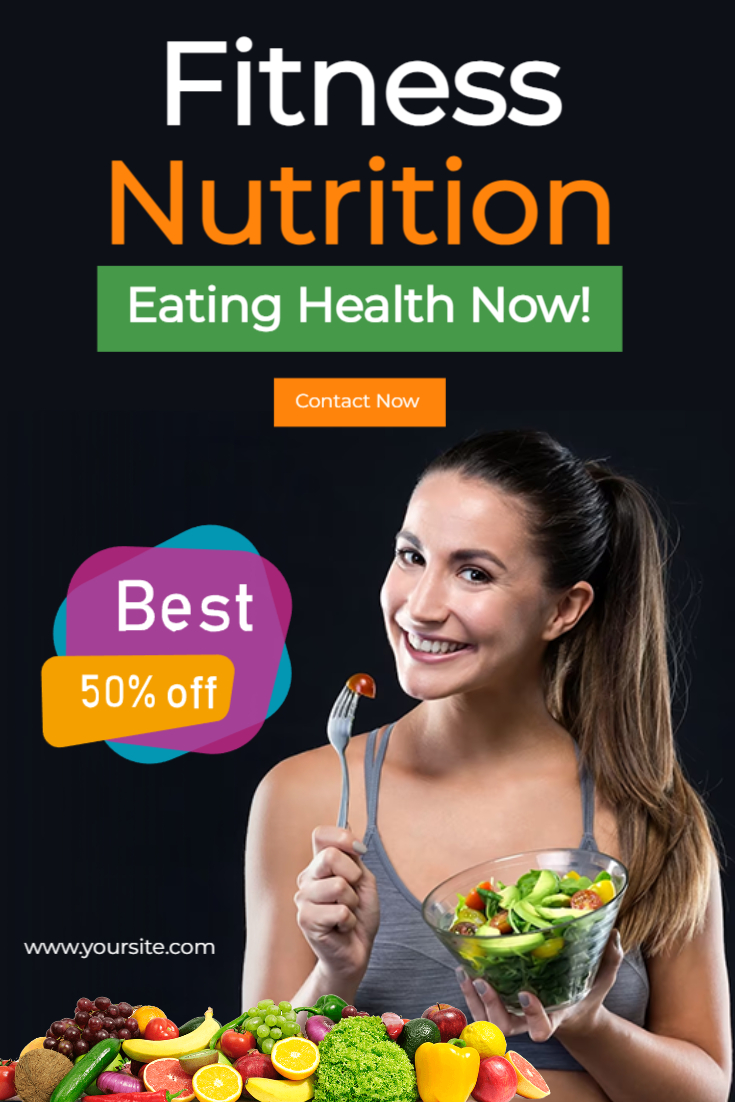 Fitness
Nutrition
Eating Health Now!
Contact Now
Best
50% off
www.yoursite.com